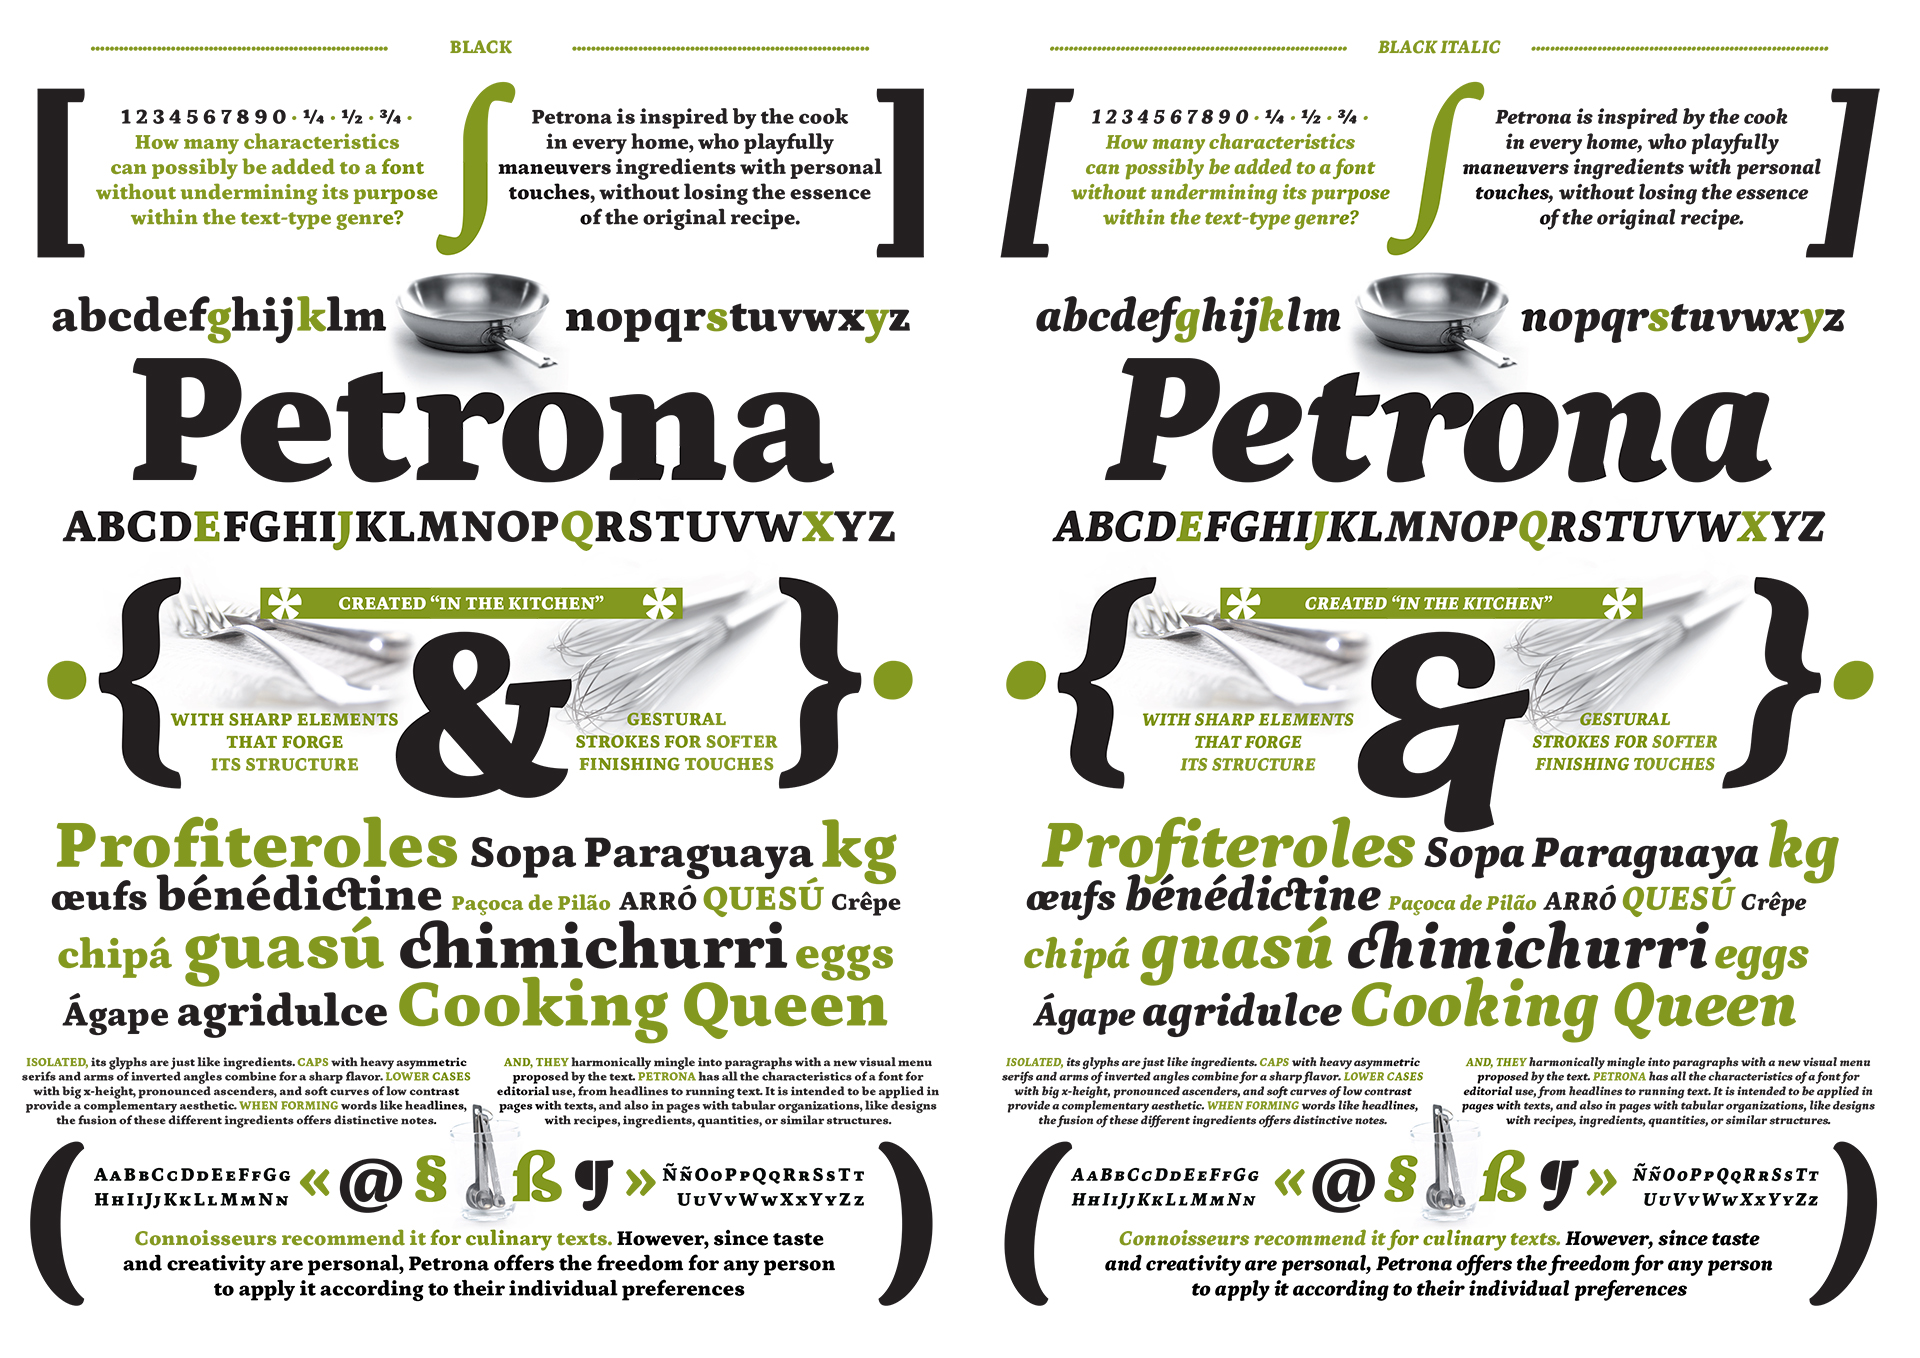 BLACK
1 2 3 4 5 6 7 8 9 0 · ¼ · ½ · ¾ ·
How many characteristics
can possibly be added to a font
without undermining its purpose
within the text-type genre?
Petrona is inspired by the cook
in every home, who playfully
maneuvers ingredients with personal
touches, without losing the essence
of the original recipe.
abcdefghijklm
nopqrstuvwxyz
Petrona
ABCDEFGHIJKLMNOPQRSTUVWXYZ
* CREATED “IN THE KITCHEN” *
WITH SHARP ELEMENTS
THAT FORGE
ITS STRUCTURE
&
GESTURAL
STROKES FOR SOFTER
FINISHING TOUCHES
Profiteroles Sopa Paraguaya kg
œufs bénédictine Paçoca de Pilão ARRÓ QUESÚ Crêpe
chipá guasú chimichurri eggs
Ágape agridulce Cooking Queen
ISOLATED, its glyphs are just like ingredients. CAPS with heavy asymmetric
serifs and arms of inverted angles combine for a sharp flavor. LOWER CASES
with big x-height, pronounced ascenders, and soft curves of low contrast
provide a complementary aesthetic. WHEN FORMING words like headlines,
the fusion of these different ingredients offers distinctive notes.
AND, THEY harmonically mingle into paragraphs with a new visual menu
proposed by the text. PETRONA has all the characteristics of a font for
editorial use, from headlines to running text. It is intended to be applied in
pages with texts, and also in pages with tabular organizations, like designs
with recipes, ingredients, quantities, or similar structures.
AaBbCcDdEeFfGg
HhIiJjKkLlMmNn
« @ § ß ¶ »
ÑñOoPpQqRrSsTt
UuVvWwXxYyZz
Connoisseurs recommend it for culinary texts. However, since taste
and creativity are personal, Petrona offers the freedom for any person
to apply it according to their individual preferences
BLACK ITALIC
1 2 3 4 5 6 7 8 9 0 · ¼ · ½ · ¾ ·
How many characteristics
can possibly be added to a font
without undermining its purpose
within the text-type genre?
Petrona is inspired by the cook
in every home, who playfully
maneuvers ingredients with personal
touches, without losing the essence
of the original recipe.
abcdefghijklm
nopqrstuvwxyz
Petrona
ABCDEFGHIJKLMNOPQRSTUVWXYZ
* CREATED “IN THE KITCHEN” *
WITH SHARP ELEMENTS
THAT FORGE
ITS STRUCTURE
&
GESTURAL
STROKES FOR SOFTER
FINISHING TOUCHES
Profiteroles Sopa Paraguaya kg
œufs bénédictine Paçoca de Pilão ARRÓ QUESÚ Crêpe
chipá guasú chimichurri eggs
Ágape agridulce Cooking Queen
ISOLATED, its glyphs are just like ingredients. CAPS with heavy asymmetric
serifs and arms of inverted angles combine for a sharp flavor. LOWER CASES
with big x-height, pronounced ascenders, and soft curves of low contrast
provide a complementary aesthetic. WHEN FORMING words like headlines,
the fusion of these different ingredients offers distinctive notes.
AND, THEY harmonically mingle into paragraphs with a new visual menu
proposed by the text. PETRONA has all the characteristics of a font for
editorial use, from headlines to running text. It is intended to be applied in
pages with texts, and also in pages with tabular organizations, like designs
with recipes, ingredients, quantities, or similar structures.
AaBbCcDdEeFfGg
HhIiJjKkLlMmNn
« @ § ß ¶ »
ÑñOoPpQqRrSsTt
UuVvWwXxYyZz
Connoisseurs recommend it for culinary texts. However, since taste
and creativity are personal, Petrona offers the freedom for any person
to apply it according to their individual preferences